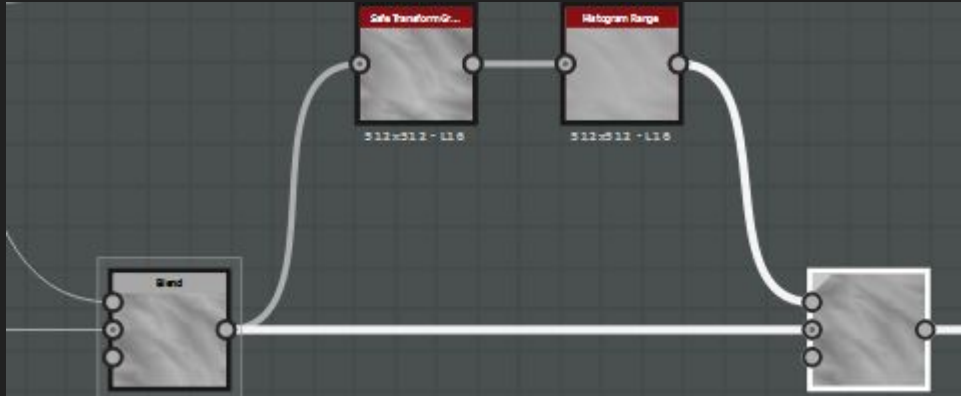 Safe Transform Gr...
Histogram Range
512x512 - L16
512x512 - L16
Blend